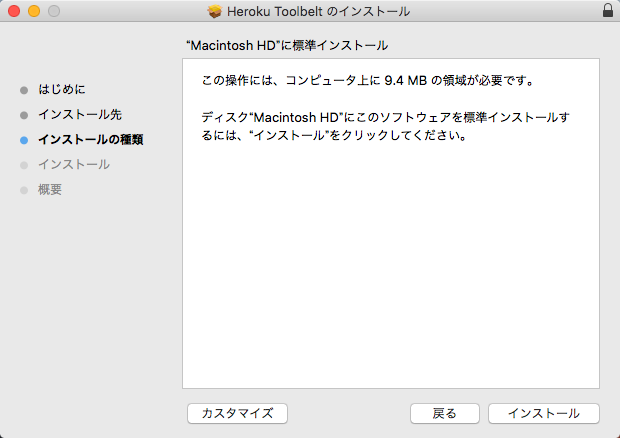 Heroku Toolbelt のインストール
“Macintosh HD”に標準インストール
はじめに
インストール先
インストールの種類
インストール
概要
この操作には、コンピュータ上に 9.4 MB の領域が必要です。
ディスク“Macintosh HD”にこのソフトウェアを標準インストールす
るには、“インストール”をクリックしてください。
カスタマイズ
戻る
インストール